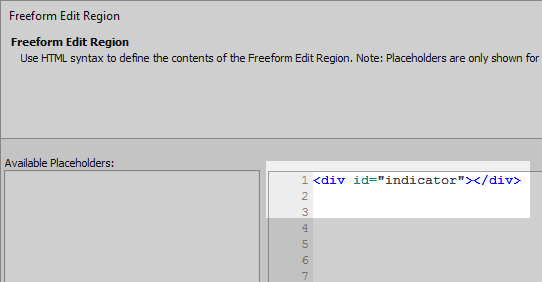 Freeform Edit Region
Freeform Edit Region
Use HTML syntax to define the contents of the Freeform Edit Region. Note: Placeholders are only shown for
Available Placeholders:
1 <div id="indicator"></div>
2
3
4
5
6
7